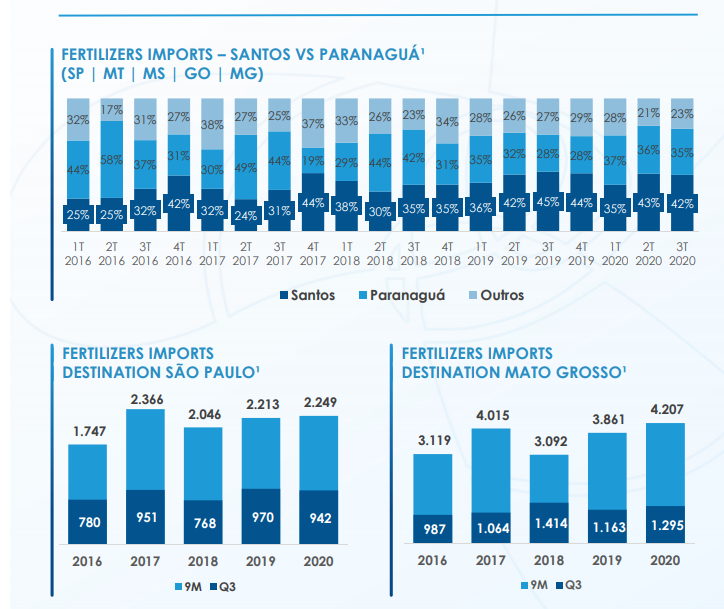 FERTILIZERS IMPORTS – SANTOS VS PARANAGUÁ¹
(SP | MT | MS | GO | MG)
32% 17% 31% 27% 38% 27% 25% 37% 33% 26% 23% 34% 28% 26% 27% 29% 28% 21% 23%
44% 58% 37% 31% 30% 49% 44% 19% 29% 44% 42% 31% 35% 32% 28% 28% 37% 36% 35%
25% 25% 32% 42% 32% 24% 31% 44% 38% 30% 35% 35% 36% 42% 45% 44% 35% 43% 42%
1T 2T 3T 4T 1T 2T 3T 4T 1T 2T 3T 4T 1T 2T 3T 4T 1T 2T 3T
2016 2016 2016 2016 2017 2017 2017 2017 2018 2018 2018 2018 2019 2019 2019 2019 2020 2020 2020
Santos Paranaguá Outros
FERTILIZERS IMPORTS
DESTINATION SÃO PAULO¹
1.747 2.366 2.046 2.213 2.249
780 951 768 970 942
2016 2017 2018 2019 2020
9M Q3
FERTILIZERS IMPORTS
DESTINATION MATO GROSSO¹
3.119 4.015 3.092 3.861 4.207
987 1.064 1.414 1.163 1.295
2016 2017 2018 2019 2020
9M Q3